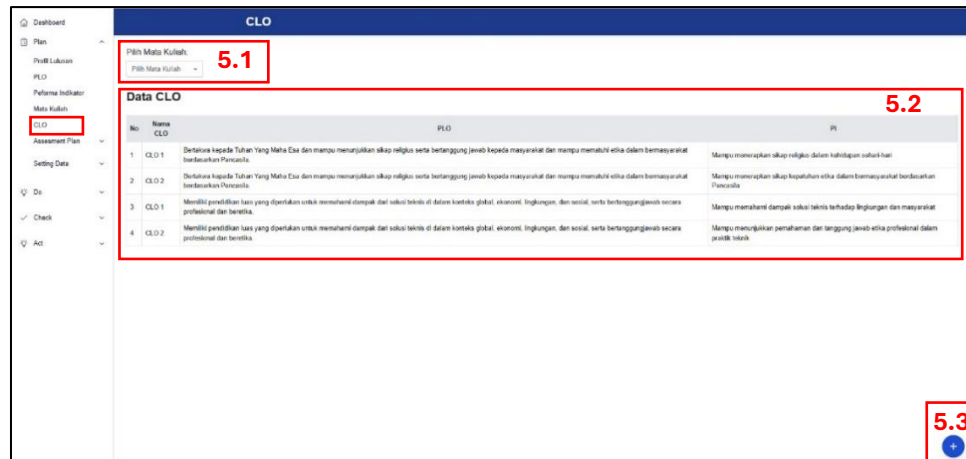 CLO
Dashboard
Plan
Profil Lulusan
PLO
Peforma Indikator
Mata Kuliah
CLO
Assesment Plan
Setting Data
Do
Check
Act
Pilih Mata Kuliah:
5.1
Pilih Mata Kuliah
Data CLO
5.2
No Nama CLO PLO PI
1 CLO 1 Bertakwa kepada Tuhan Yang Maha Esa dan mampu menunjukkan sikap religius serta bertanggung jawab kepada masyarakat dan mampu mematuhi etika dalam bermasyarakat
berdasarkan Pancasila.
Mampu menerapkan sikap religius dalam kehidupan sehari-hari
2 CLO 2 Bertakwa kepada Tuhan Yang Maha Esa dan mampu menunjukkan sikap religius serta bertanggung jawab kepada masyarakat dan mampu mematuhi etika dalam bermasyarakat
berdasarkan Pancasila.
Mampu menerapkan sikap kepatuhan etika dalam bermasyarakat berdasarkan
Pancasila
3 CLO 1 Memiliki pendidikan luas yang diperlukan untuk memahami dampak dari solusi teknis di dalam konteks global, ekonomi, lingkungan, dan sosial, serta bertanggungjawab secara
profesional dan beretika.
Mampu memahami dampak solusi teknis terhadap lingkungan dan masyarakat
4 CLO 2 Memiliki pendidikan luas yang diperlukan untuk memahami dampak dari solusi teknis di dalam konteks global, ekonomi, lingkungan, dan sosial, serta bertanggungjawab secara
profesional dan beretika.
Mampu menunjukkan pemahaman dan tanggung jawab etika profesional dalam
praktik teknik
5.3
+